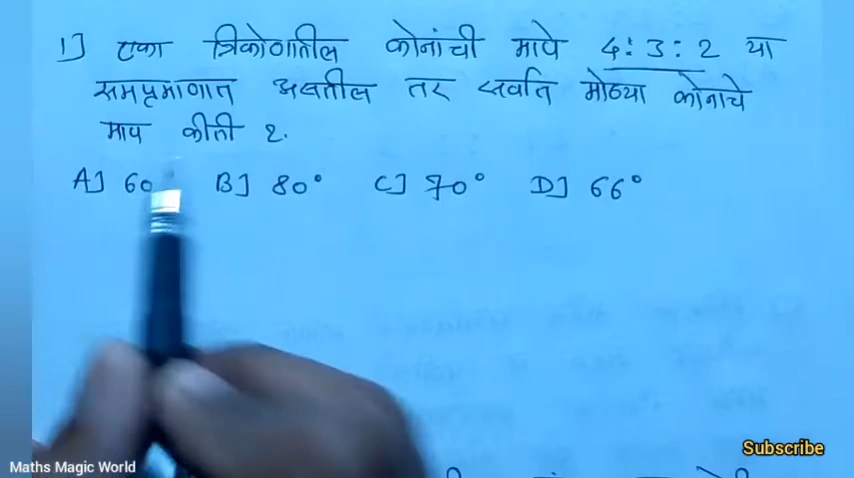 1] एका त्रिकोणातील कोनांची मापे 4:3:2 या
समप्रमाणात असतील तर सर्वात मोठ्या कोनाचे
माप कीती ?.
A] 60 B] 80° C] 70° D] 66°
Subscribe
Maths Magic World